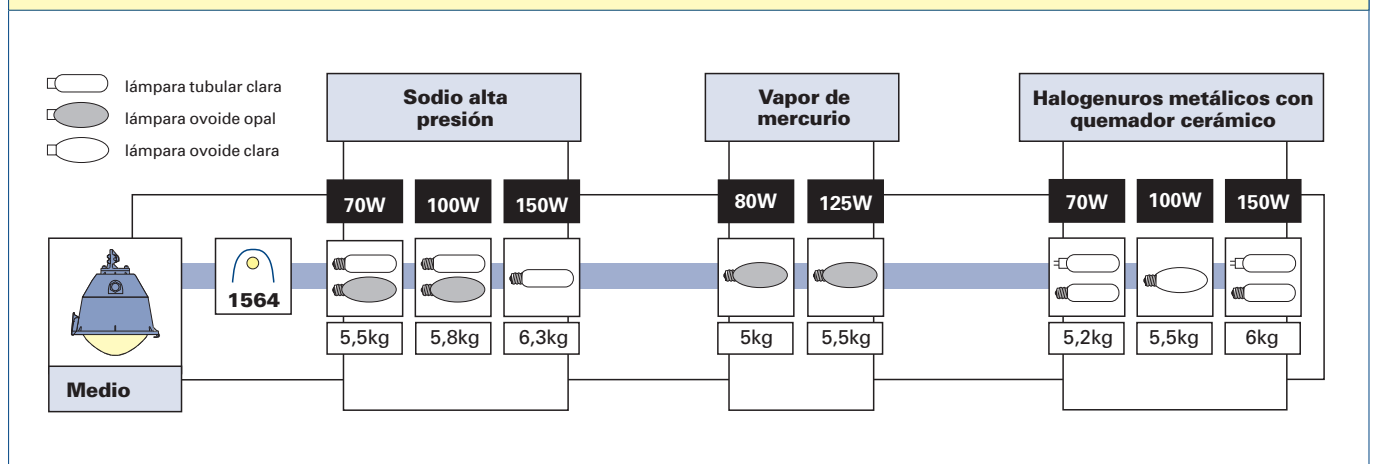 lámpara tubular clara
lámpara ovoide opal
lámpara ovoide clara
Sodio alta
presión
Vapor de
mercurio
Halogenuros metálicos con
quemador cerámico
70W 100W 150W 80W 125W 70W 100W 150W
1564
5,5kg 5,8kg 6,3kg 5kg 5,5kg 5,2kg 5,5kg 6kg
Medio